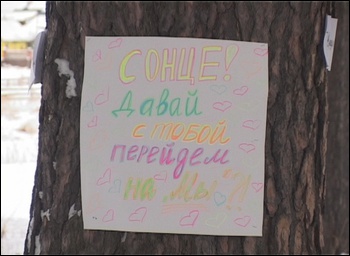 СОНЦЕ!
Давай
с тобой
перейдем
на „Мы"!